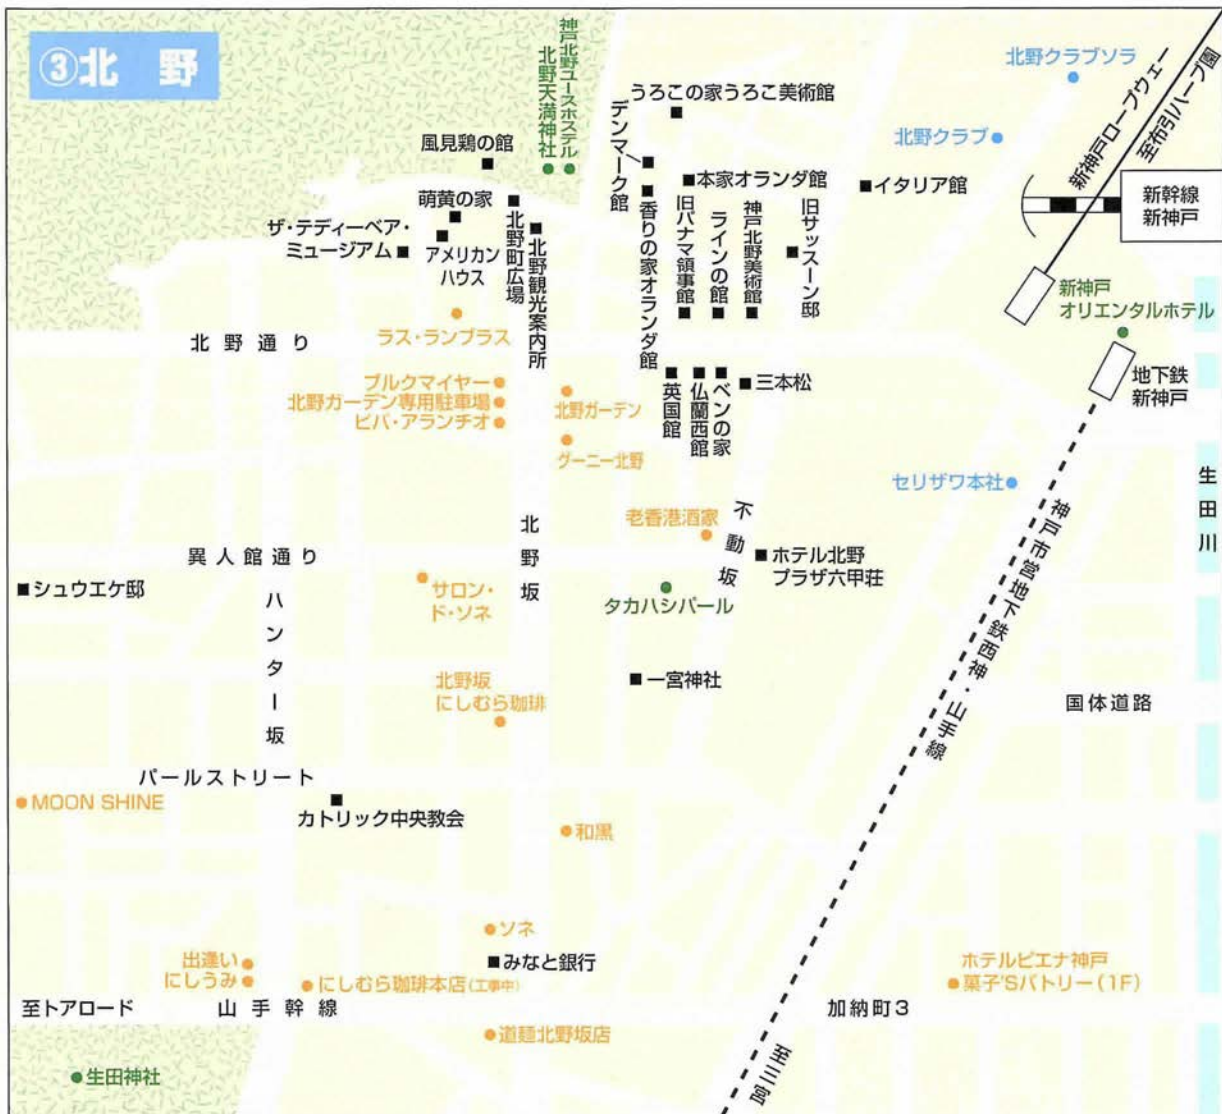 ③北 野
神戸北野ユースホステル
北野天満神社
うろこの家うろこ美術館
デンマーク館
北野クラブソラ
新神戸ロープウェー
至布引ハーブ園
北野クラブ
風見鶏の館
本家オランダ館
イタリア館
新幹線
新神戸
萌黄の家
ザ・テディーベア・
ミュージアム
アメリカン
ハウス
北野町広場
北野観光案内所
香りの家オランダ館
旧パナマ領事館
ラインの館
神戸北野美術館
旧サッスーン邸
新神戸
オリエンタルホテル
北野通り
ラス・ランブラス
ブルクマイヤー
北野ガーデン専用駐車場
ビバ・アランチオ
北野ガーデン
グーニー北野
英国館
仏蘭西館
ベンの家
三本松
地下鉄
新神戸
セリザワ本社
生田川
老香港酒家
不動坂
北野坂
異人館通り
シュウエケ邸
ハンター坂
サロン・
ド・ソネ
タカハシパール
ホテル北野
プラザ六甲荘
神戸市営地下鉄西神・山手線
北野坂
にしむら珈琲
一宮神社
国体道路
パールストリート
MOON SHINE
カトリック中央教会
和黒
ソネ
みなと銀行
出逢い
にしうみ
にしむら珈琲本店(工事中)
ホテルピエナ神戸
菓子'Sパトリー(1F)
至トアロード
山手幹線
加納町3
道麺北野坂店
至三宮
生田神社